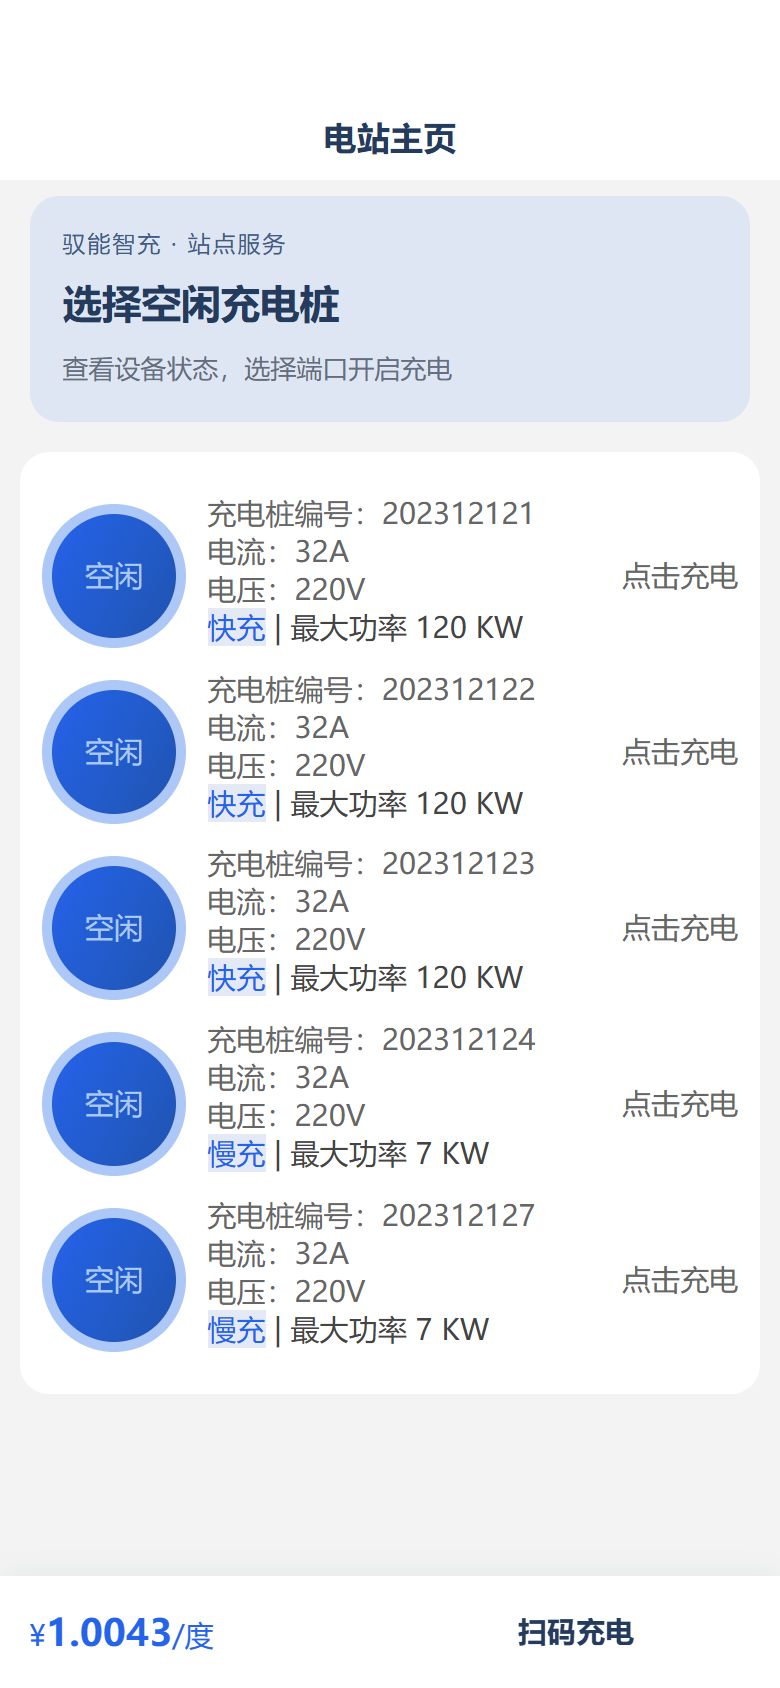 电站主页
驭能智充 · 站点服务
选择空闲充电桩
查看设备状态，选择端口开启充电
空闲
充电桩编号：202312121
电流：32A
电压：220V
快充 | 最大功率 120 KW
点击充电
空闲
充电桩编号：202312122
电流：32A
电压：220V
快充 | 最大功率 120 KW
点击充电
空闲
充电桩编号：202312123
电流：32A
电压：220V
快充 | 最大功率 120 KW
点击充电
空闲
充电桩编号：202312124
电流：32A
电压：220V
慢充 | 最大功率 7 KW
点击充电
空闲
充电桩编号：202312127
电流：32A
电压：220V
慢充 | 最大功率 7 KW
点击充电
¥1.0043/度
扫码充电